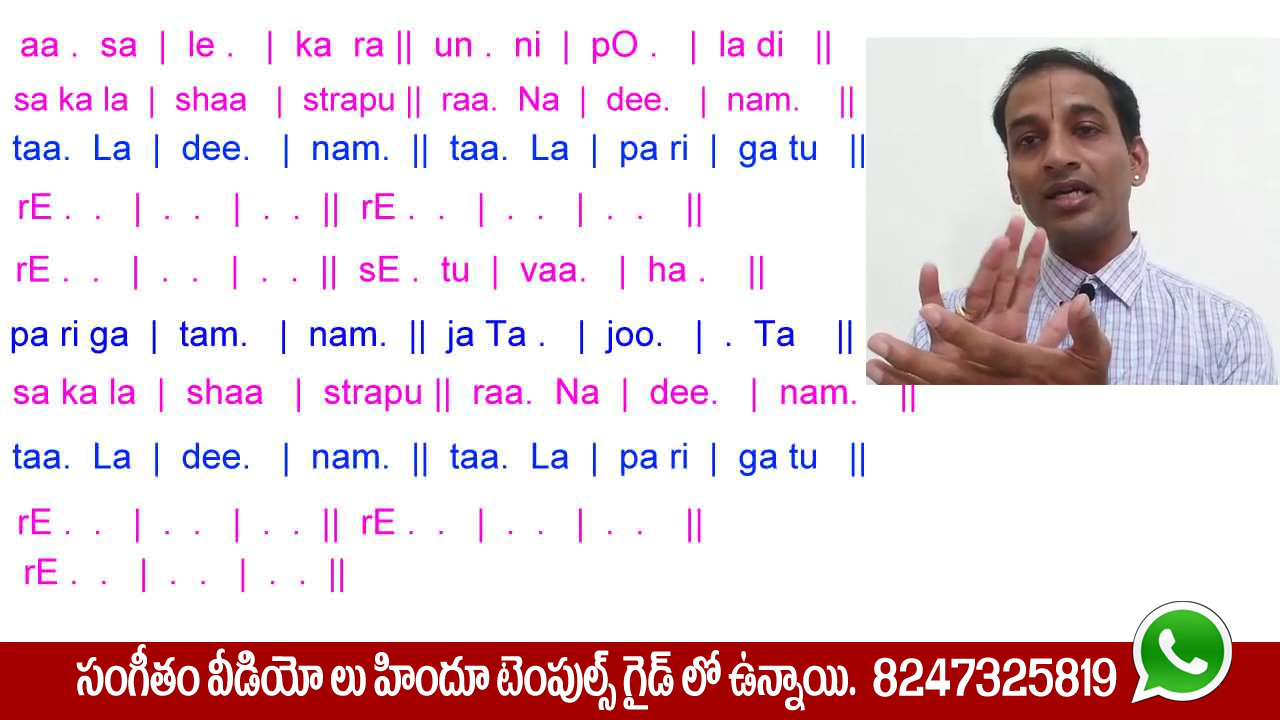 aa . sa | le . | ka ra || un . ni | pO . | la di ||
sa ka la | shaa | strapu || raa. Na | dee. | nam. ||
taa. La | dee. | nam. || taa. La | pa ri | ga tu ||
rE . . | . . | . . || rE . . | . . | . . ||
rE . . | . . | . . || sE . tu | vaa. | ha . ||
pa ri ga | tam. | nam. || ja Ta . | joo. | . Ta ||
sa ka la | shaa | strapu || raa. Na | dee. | nam. ||
taa. La | dee. | nam. || taa. La | pa ri | ga tu ||
rE . . | . . | . . || rE . . | . . | . . ||
rE . . | . . | . . ||
సంగీతం వీడియో లు హిందూ టెంపుల్స్ గైడ్ లో ఉన్నాయి. 8247325819